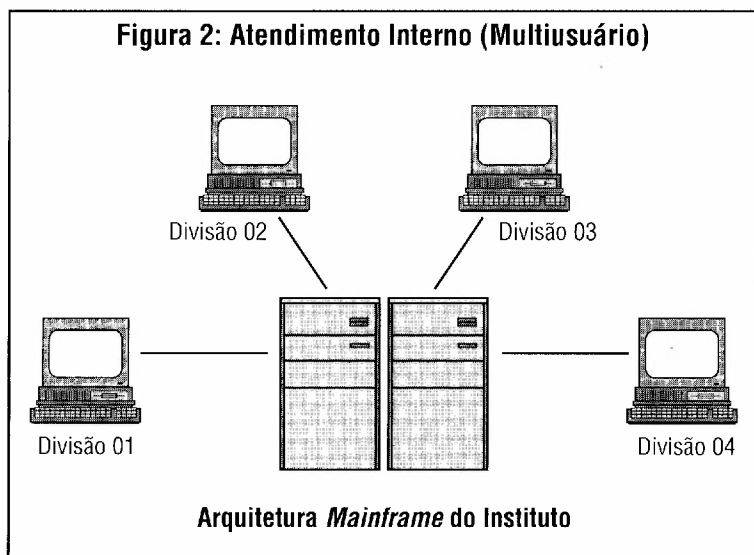 Figura 2: Atendimento Interno (Multiusuário)
Divisão 02
Divisão 03
Divisão 01
Divisão 04
Arquitetura Mainframe do Instituto